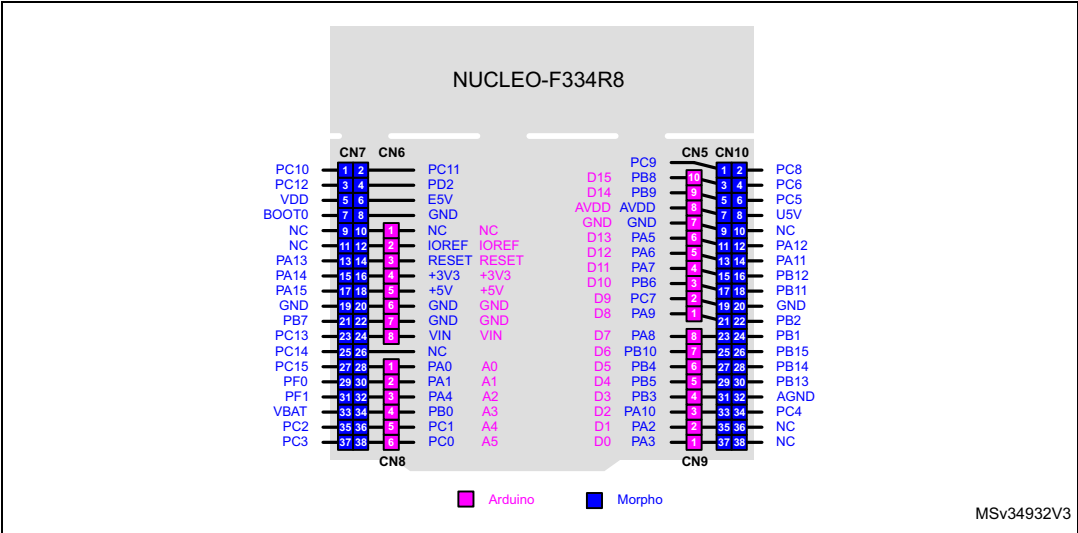 NUCLEO-F334R8
CN7 CN6 CN5 CN10
PC10 1 2 PC11 PC9 1 2 PC8
PC12 3 4 PD2 D15 PB8 10 3 4 PC6
VDD 5 6 E5V D14 PB9 9 5 6 PC5
BOOT0 7 8 GND AVDD AVDD 8 7 8 U5V
NC 9 10 1 NC NC GND GND 7 9 10 NC
NC 11 12 2 IOREF IOREF D13 PA5 6 11 12 PA12
PA13 13 14 3 RESET RESET D12 PA6 5 13 14 PA11
PA14 15 16 4 +3V3 +3V3 D11 PA7 4 15 16 PB12
PA15 17 18 5 +5V +5V D10 PB6 3 17 18 PB11
GND 19 20 6 GND GND D9 PC7 2 19 20 GND
PB7 21 22 7 GND GND D8 PA9 1 21 22 PB2
PC13 23 24 8 VIN VIN D7 PA8 8 23 24 PB1
PC14 25 26 NC D6 PB10 7 25 26 PB15
PC15 27 28 1 PA0 A0 D5 PB4 6 27 28 PB14
PF0 29 30 2 PA1 A1 D4 PB5 5 29 30 PB13
PF1 31 32 3 PA4 A2 D3 PB3 4 31 32 AGND
VBAT 33 34 4 PB0 A3 D2 PA10 3 33 34 PC4
PC2 35 36 5 PC1 A4 D1 PA2 2 35 36 NC
PC3 37 38 6 PC0 A5 D0 PA3 1 37 38 NC
CN8 CN9
Arduino Morpho
MSv34932V3